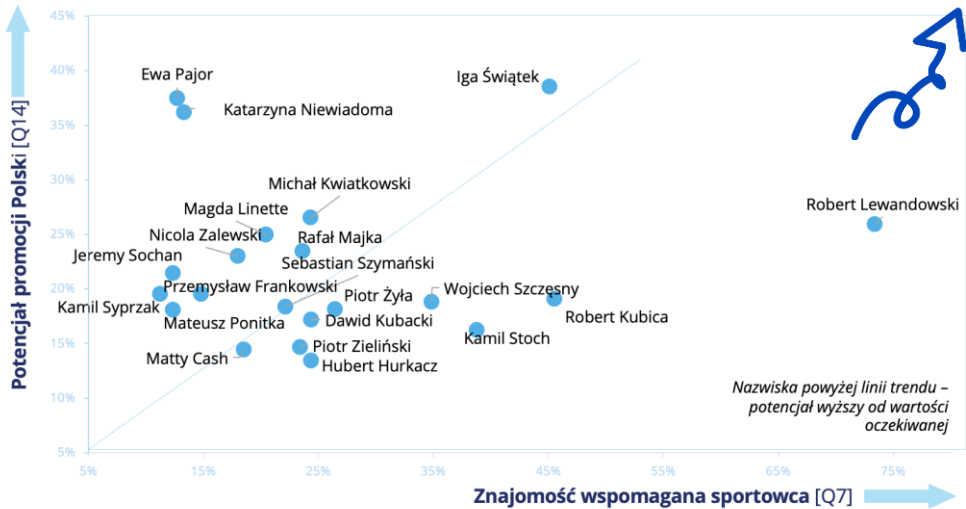 45%
40%
35%
30%
25%
20%
15%
10%
5%
Potencjał promocji Polski [Q14]
Ewa Pajor
Iga Świątek
Katarzyna Niewiadoma
Michał Kwiatkowski
Robert Lewandowski
Magda Linette
Nicola Zalewski
Rafał Majka
Jeremy Sochan
Sebastian Szymański
Przemysław Frankowski
Piotr Żyła
Wojciech Szczęsny
Kamil Syprzak
Mateusz Ponitka
Dawid Kubacki
Robert Kubica
Kamil Stoch
Matty Cash
Piotr Zieliński
Hubert Hurkacz
Nazwiska powyżej linii trendu –
potencjał wyższy od wartości
oczekiwanej
5%
15%
25%
35%
45%
55%
65%
75%
Znajomość wspomagana sportowca [Q7]